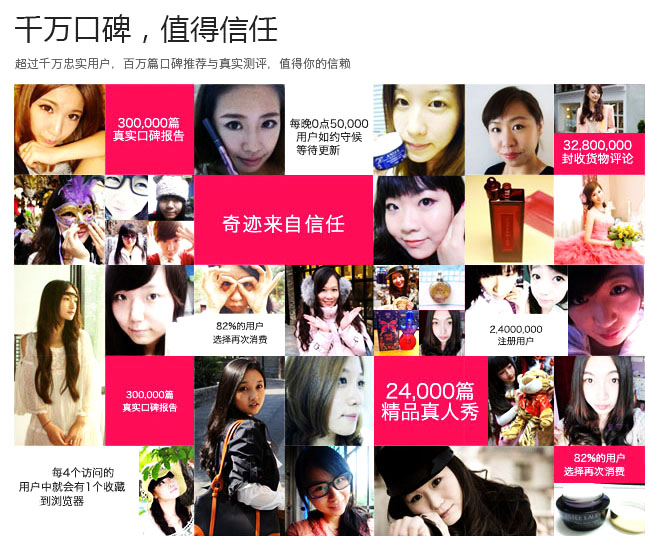 千万口碑，值得信任
超过千万忠实用户，百万篇口碑推荐与真实测评，值得你的信赖
300,000篇
真实口碑报告
每晚0点50,000
用户如约守候
等待更新
32,800,000
封收货物评论
奇迹来自信任
82%的用户
选择再次消费
2,4000,000
注册用户
300,000篇
真实口碑报告
24,000篇
精品真人秀
每4个访问的
用户中就会有1个收藏
到浏览器
82%的用户
选择再次消费